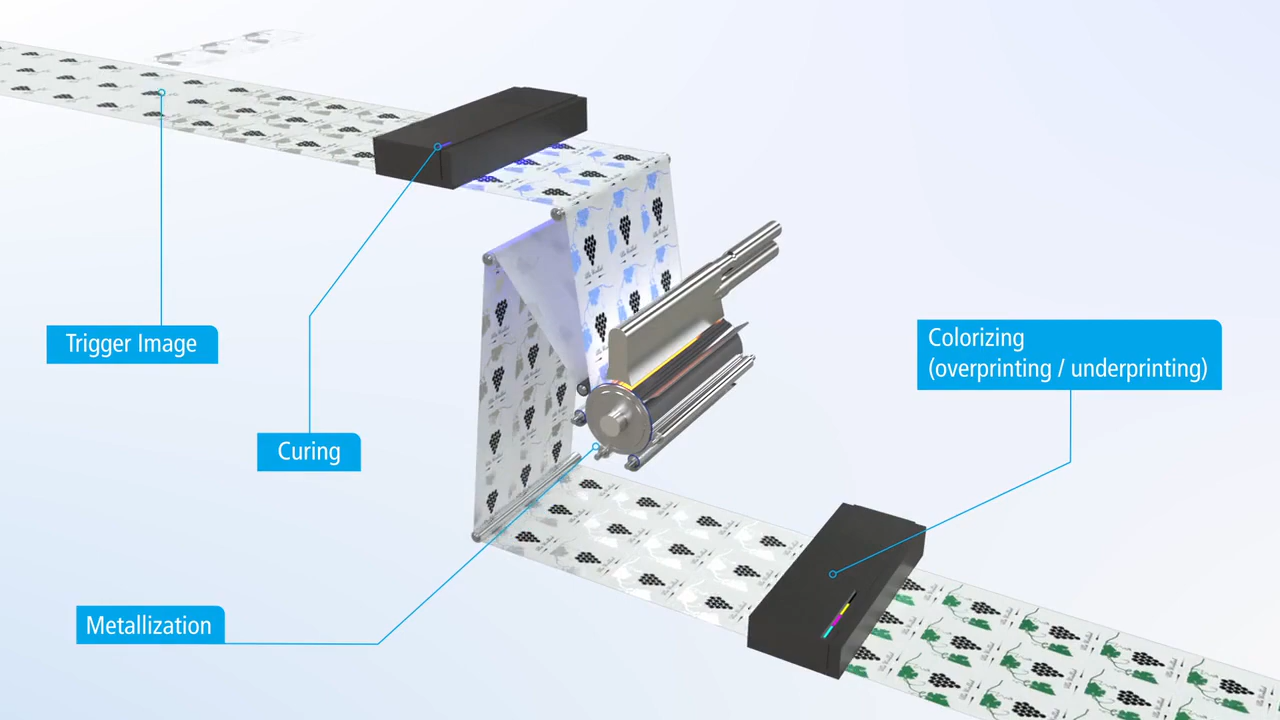 Trigger Image
Colorizing
(overprinting / underprinting)
Curing
Metallization